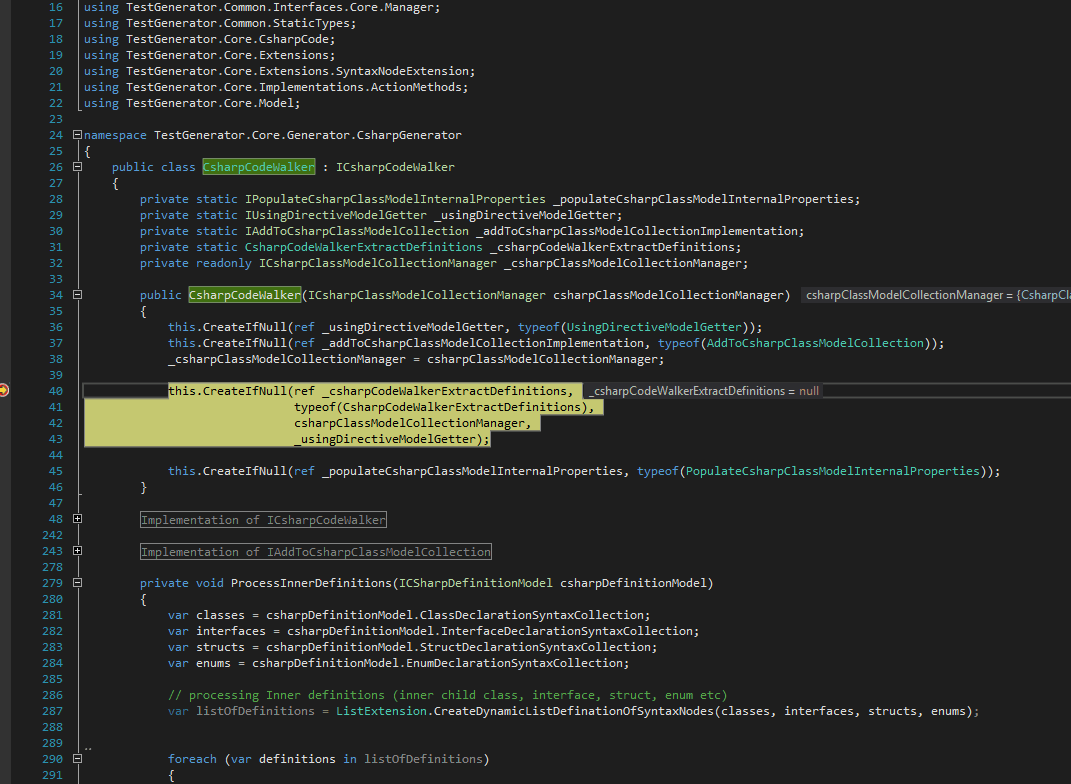 16 using TestGenerator.Common.Interfaces.Core.Manager;
17 using TestGenerator.Common.StaticTypes;
18 using TestGenerator.Core.CsharpCode;
19 using TestGenerator.Core.Extensions;
20 using TestGenerator.Core.Extensions.SyntaxNodeExtension;
21 using TestGenerator.Core.Implementations.ActionMethods;
22 using TestGenerator.Core.Model;
23
24 namespace TestGenerator.Core.Generator.CsharpGenerator
25 {
26 public class CsharpCodeWalker : ICsharpCodeWalker
27 {
28 private static IPopulateCsharpClassModelInternalProperties _populateCsharpClassModelInternalProperties;
29 private static IUsingDirectiveModelGetter _usingDirectiveModelGetter;
30 private static IAddToCsharpClassModelCollection _addToCsharpClassModelCollectionImplementation;
31 private static CsharpCodeWalkerExtractDefinitions _csharpCodeWalkerExtractDefinitions;
32 private readonly ICsharpClassModelCollectionManager _csharpClassModelCollectionManager;
33
34 public CsharpCodeWalker(ICsharpClassModelCollectionManager csharpClassModelCollectionManager) csharpClassModelCollectionManager = {CsharpCla
35 {
36 this.CreateIfNull(ref _usingDirectiveModelGetter, typeof(UsingDirectiveModelGetter));
37 this.CreateIfNull(ref _addToCsharpClassModelCollectionImplementation, typeof(AddToCsharpClassModelCollection));
38 _csharpClassModelCollectionManager = csharpClassModelCollectionManager;
39
40 this.CreateIfNull(ref _csharpCodeWalkerExtractDefinitions, _csharpCodeWalkerExtractDefinitions = null
41 typeof(CsharpCodeWalkerExtractDefinitions),
42 csharpClassModelCollectionManager,
43 _usingDirectiveModelGetter);
44
45 this.CreateIfNull(ref _populateCsharpClassModelInternalProperties, typeof(PopulateCsharpClassModelInternalProperties));
46 }
47
48 Implementation of ICsharpCodeWalker
242
243 Implementation of IAddToCsharpClassModelCollection
278
279 private void ProcessInnerDefinitions(ICSharpDefinitionModel csharpDefinitionModel)
280 {
281 var classes = csharpDefinitionModel.ClassDeclarationSyntaxCollection;
282 var interfaces = csharpDefinitionModel.InterfaceDeclarationSyntaxCollection;
283 var structs = csharpDefinitionModel.StructDeclarationSyntaxCollection;
284 var enums = csharpDefinitionModel.EnumDeclarationSyntaxCollection;
285
286 // processing Inner definitions (inner child class, interface, struct, enum etc)
287 var listOfDefinitions = ListExtension.CreateDynamicListDefinationOfSyntaxNodes(classes, interfaces, structs, enums);
288
289
290 foreach (var definitions in listOfDefinitions)
291 {